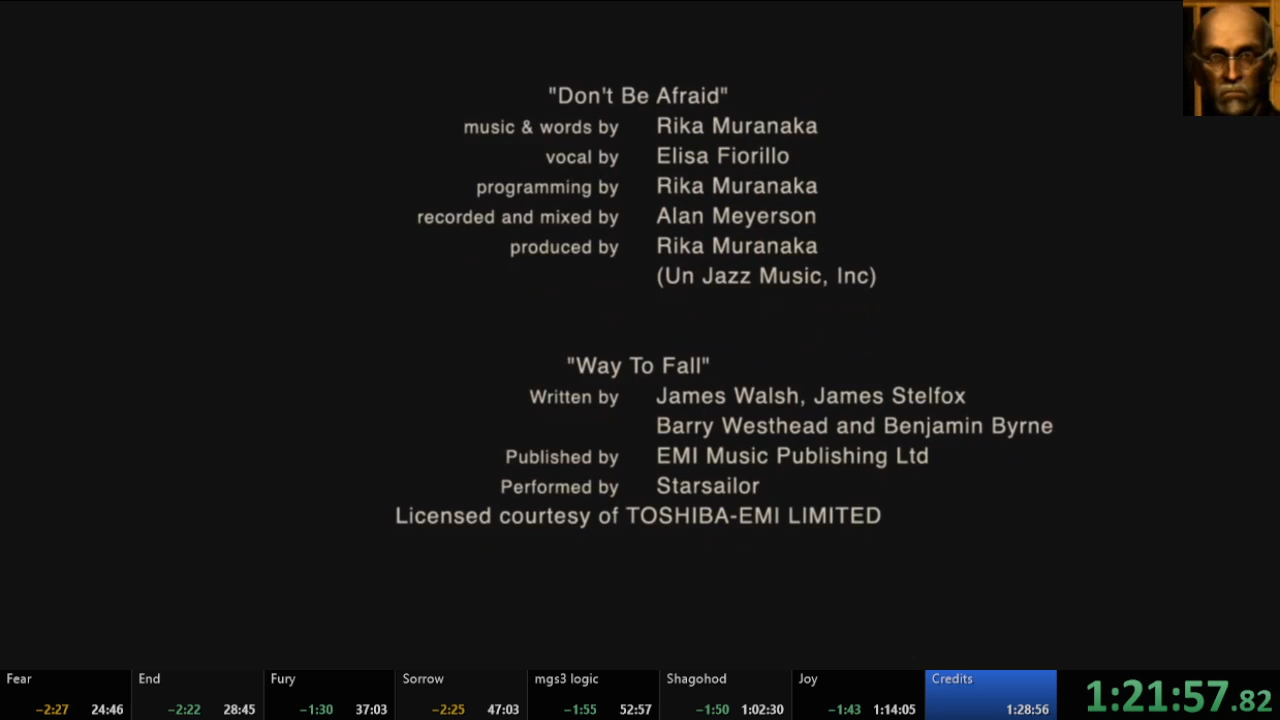 "Don't Be Afraid"
music & words by Rika Muranaka
vocal by Elisa Fiorillo
programming by Rika Muranaka
recorded and mixed by Alan Meyerson
produced by Rika Muranaka
(Un Jazz Music, Inc)
"Way To Fall"
Written by James Walsh, James Stelfox
Barry Westhead and Benjamin Byrne
Published by EMI Music Publishing Ltd
Performed by Starsailor
Licensed courtesy of TOSHIBA-EMI LIMITED
Fear
−2:27 24:46
End
−2:22 28:45
Fury
−1:30 37:03
Sorrow
−2:25 47:03
mgs3 logic
−1:55 52:57
Shagohod
−1:50 1:02:30
Joy
−1:43 1:14:05
Credits
1:28:56
1:21:57.82